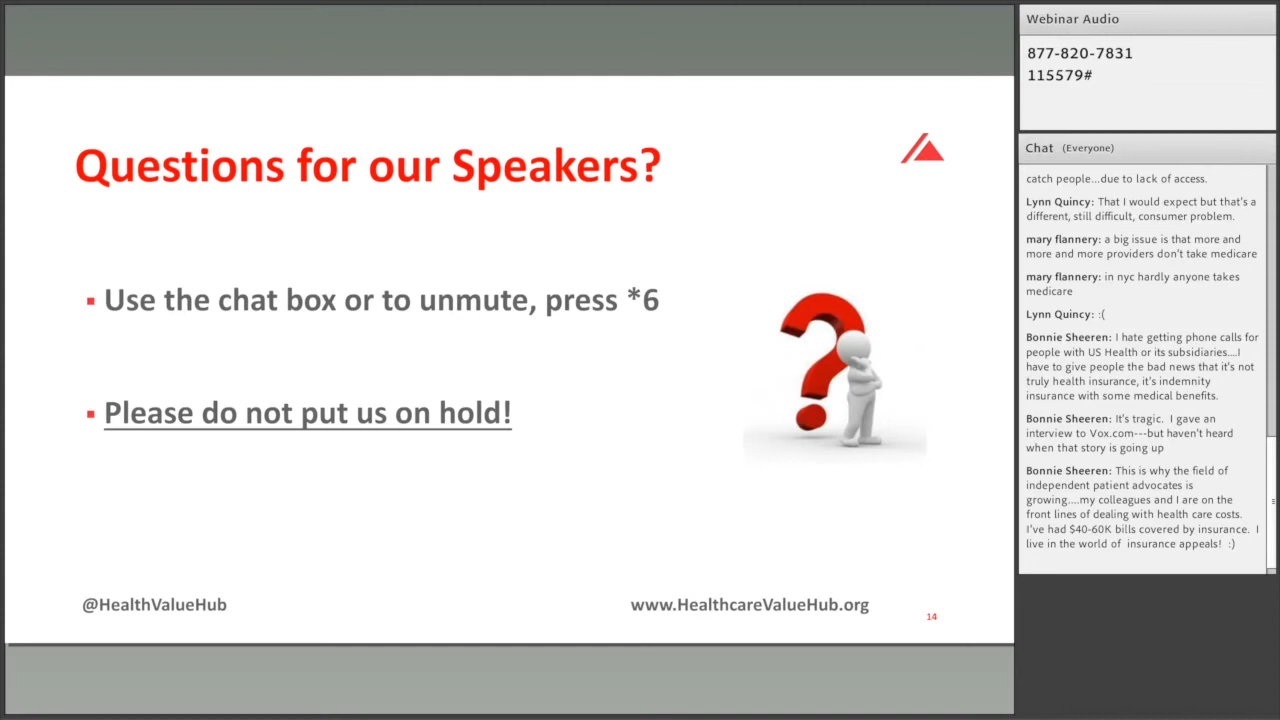 Questions for our Speakers?
Use the chat box or to unmute, press *6
Please do not put us on hold!
@HealthValueHub
www.HealthcareValueHub.org
14
Webinar Audio
877-820-7831
115579#
Chat (Everyone)
catch people...due to lack of access.
Lynn Quincy: That I would expect but that's a
different, still difficult, consumer problem.
mary flannery: a big issue is that more and
more and more providers don't take medicare
mary flannery: in nyc hardly anyone takes
medicare
Lynn Quincy: :(
Bonnie Sheeren: I hate getting phone calls for
people with US Health or its subsidiaries....I
have to give people the bad news that it's not
truly health insurance, it's indemnity
insurance with some medical benefits.
Bonnie Sheeren: It's tragic. I gave an
interview to Vox.com---but haven't heard
when that story is going up
Bonnie Sheeren: This is why the field of
independent patient advocates is
growing....my colleagues and I are on the
front lines of dealing with health care costs.
I've had $40-60K bills covered by insurance. I
live in the world of insurance appeals! :)